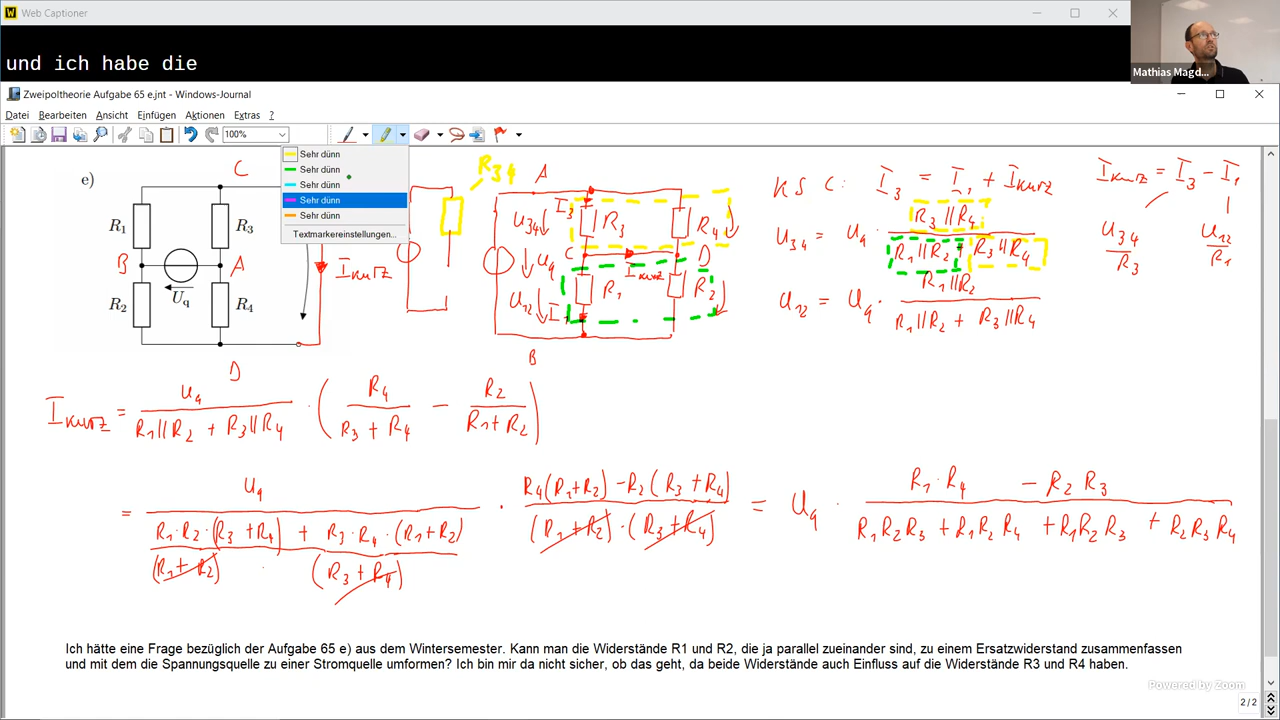 Web Captioner
und ich habe die
Mathias Magd...
Zweipoltheorie Aufgabe 65 e.jnt - Windows-Journal
Datei Bearbeiten Einfügen Aktionen Extras ?
100%
Sehr dünn
Sehr dünn
Sehr dünn
Sehr dünn
Sehr dünn
Textmarkereinstellungen...
e)
C
R1 R3
B A
Uq
R2 R4
D
Ikurz
R34
A
U34 I3 R3 R4
C D
Uq Ikurz
U12 R1 R2
I1
B
KS C: I3 = I1 + Ikurz
U34 = Uq · (R3||R4) / (R1||R2 + R3||R4)
U12 = Uq · (R1||R2) / (R1||R2 + R3||R4)
Ikurz = I3 - I1
U34 / R3 U12 / R1
Ikurz = Uq / (R1||R2 + R3||R4) · (R4 / (R3 + R4) - R2 / (R1+R2))
= Uq / (R1·R2·(R3+R4) + R3·R4·(R1+R2) / (R1+R2) (R3+R4)) · (R4(R1+R2) - R2(R3+R4)) / ((R1+R2)·(R3+R4)) = Uq · (R1·R4 - R2R3) / (R1R2R3 + R1R2R4 + R1R2R3 + R2R3R4)
Ich hätte eine Frage bezüglich der Aufgabe 65 e) aus dem Wintersemester. Kann man die Widerstände R1 und R2, die ja parallel zueinander sind, zu einem Ersatzwiderstand zusammenfassen
und mit dem die Spannungsquelle zu einer Stromquelle umformen? Ich bin mir da nicht sicher, ob das geht, da beide Widerstände auch Einfluss auf die Widerstände R3 und R4 haben.
Powered by Zoom
2 / 2